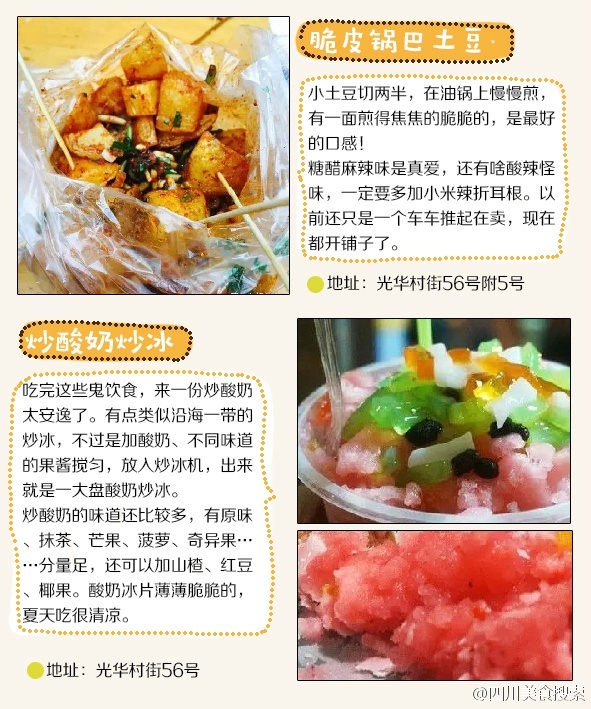 脆皮锅巴土豆
小土豆切两半，在油锅上慢慢煎，
有一面煎得焦焦的脆脆的，是最好
的口感！
糖醋麻辣味是真爱，还有啥酸辣怪
味，一定要多加小米辣折耳根。以
前还只是一个车车推起在卖，现在
都开铺子了。
地址：光华村街56号附5号
炒酸奶炒冰
吃完这些鬼饮食，来一份炒酸奶
太安逸了。有点类似沿海一带的
炒冰，不过是加酸奶、不同味道
的果酱搅匀，放入炒冰机，出来
就是一大盘酸奶炒冰。
炒酸奶的味道还比较多，有原味
、抹茶、芒果、菠萝、奇异果…
…分量足，还可以加山楂、红豆
、椰果。酸奶冰片薄薄脆脆的，
夏天吃很清凉。
地址：光华村街56号
@四川美食搜索